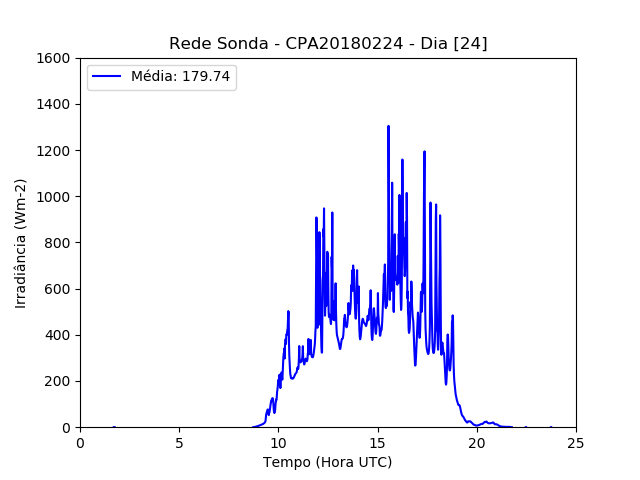 Rede Sonda - CPA20180224 - Dia [24]
Média: 179.74
Irradiância (Wm-2)
1600
1400
1200
1000
800
600
400
200
0
0 5 10 15 20 25
Tempo (Hora UTC)